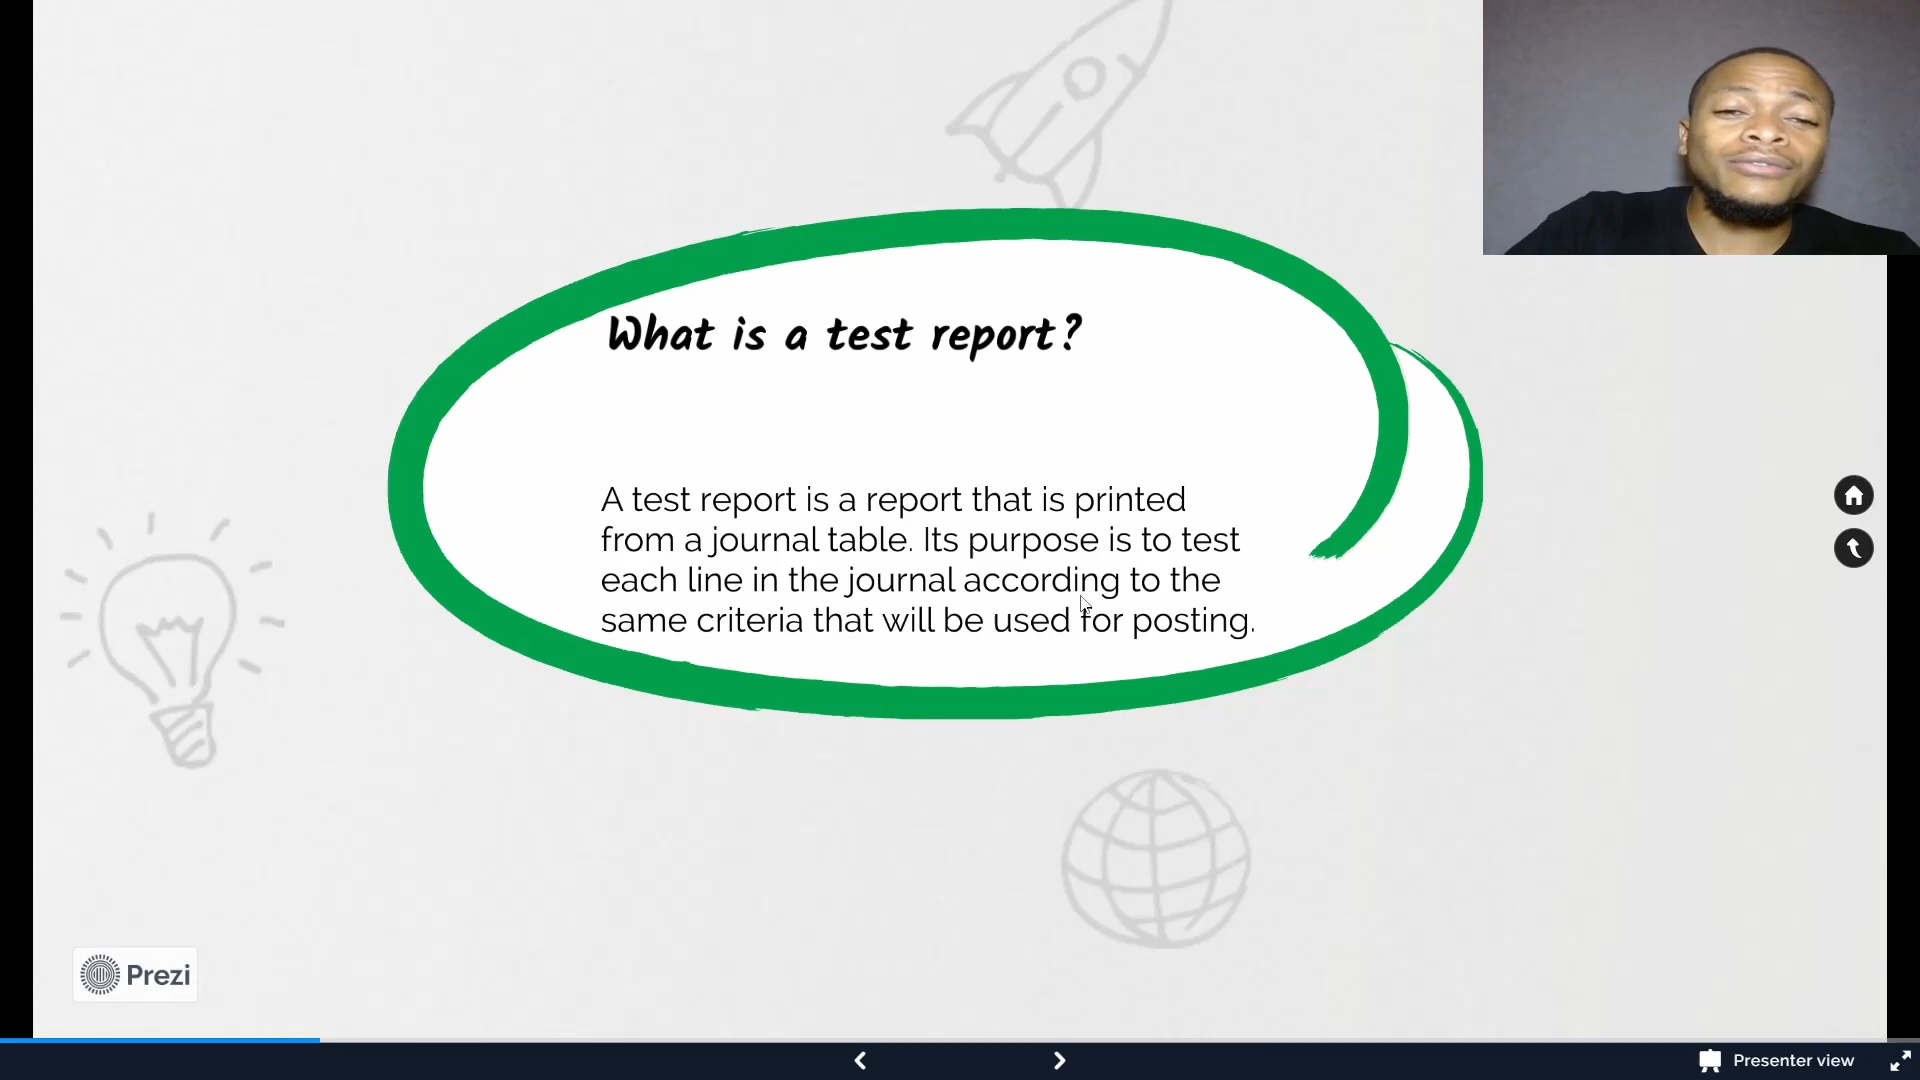 What is a test report?
A test report is a report that is printed
from a journal table. Its purpose is to test
each line in the journal according to the
same criteria that will be used for posting.
Prezi
Presenter view